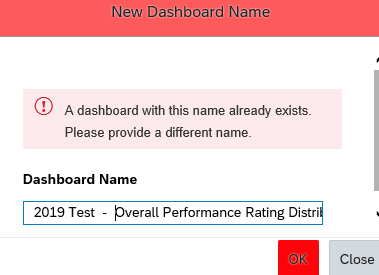 New Dashboard Name
A dashboard with this name already exists.
Please provide a different name.
Dashboard Name
2019 Test - Overall Performance Rating Distri
OK
Close